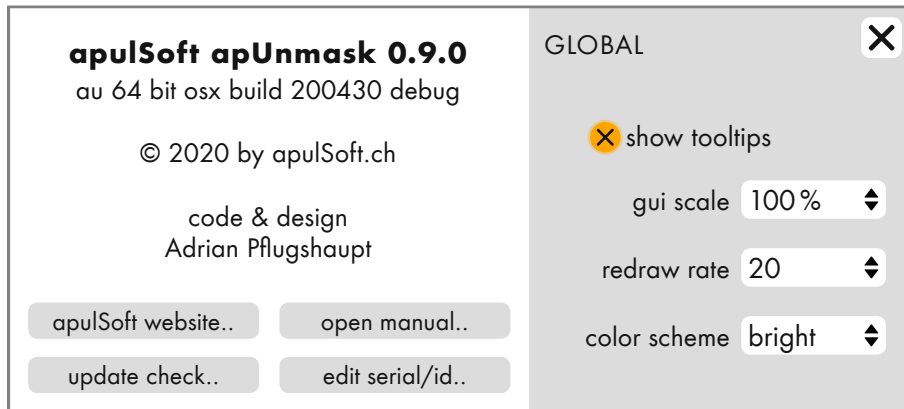 apulSoft apUnmask 0.9.0
au 64 bit osx build 200430 debug
© 2020 by apulSoft.ch
code & design
Adrian Pflugshaupt
apulSoft website..
open manual..
update check..
edit serial/id..
GLOBAL
show tooltips
gui scale 100 %
redraw rate 20
color scheme bright